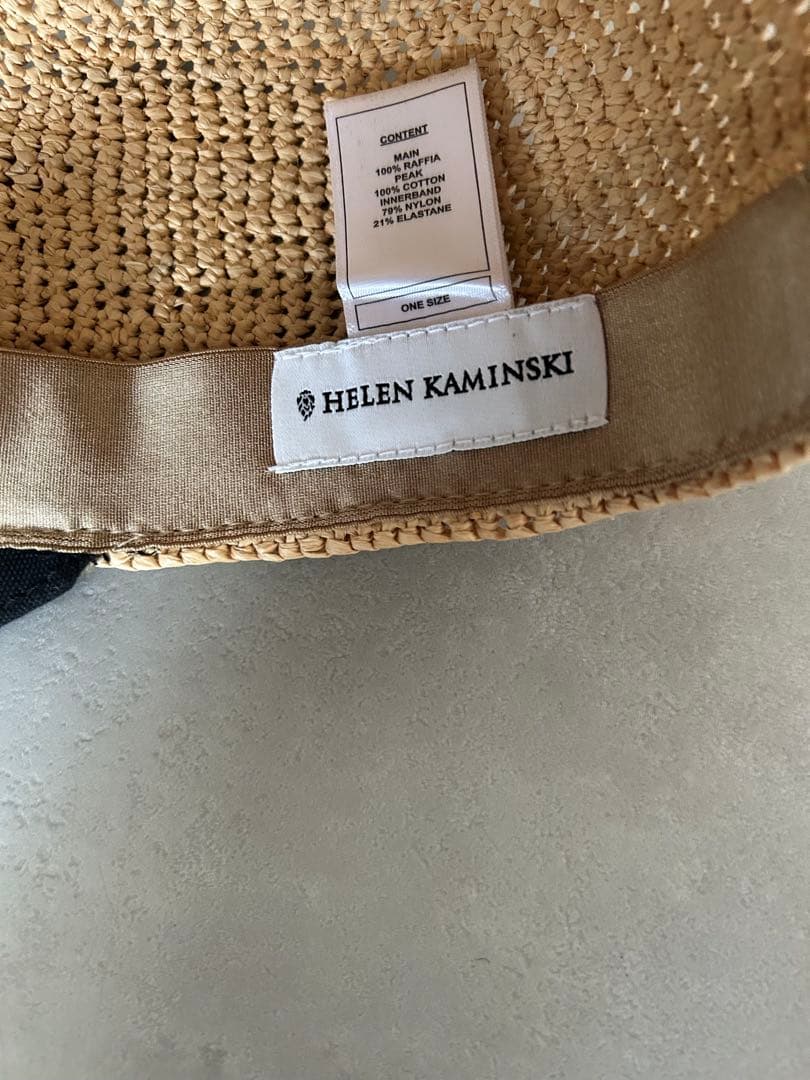 CONTENT
MAIN
100% RAFFIA
PEAK
100% COTTON
INNERBAND
79% NYLON
21% ELASTANE
ONE SIZE
HELEN KAMINSKI